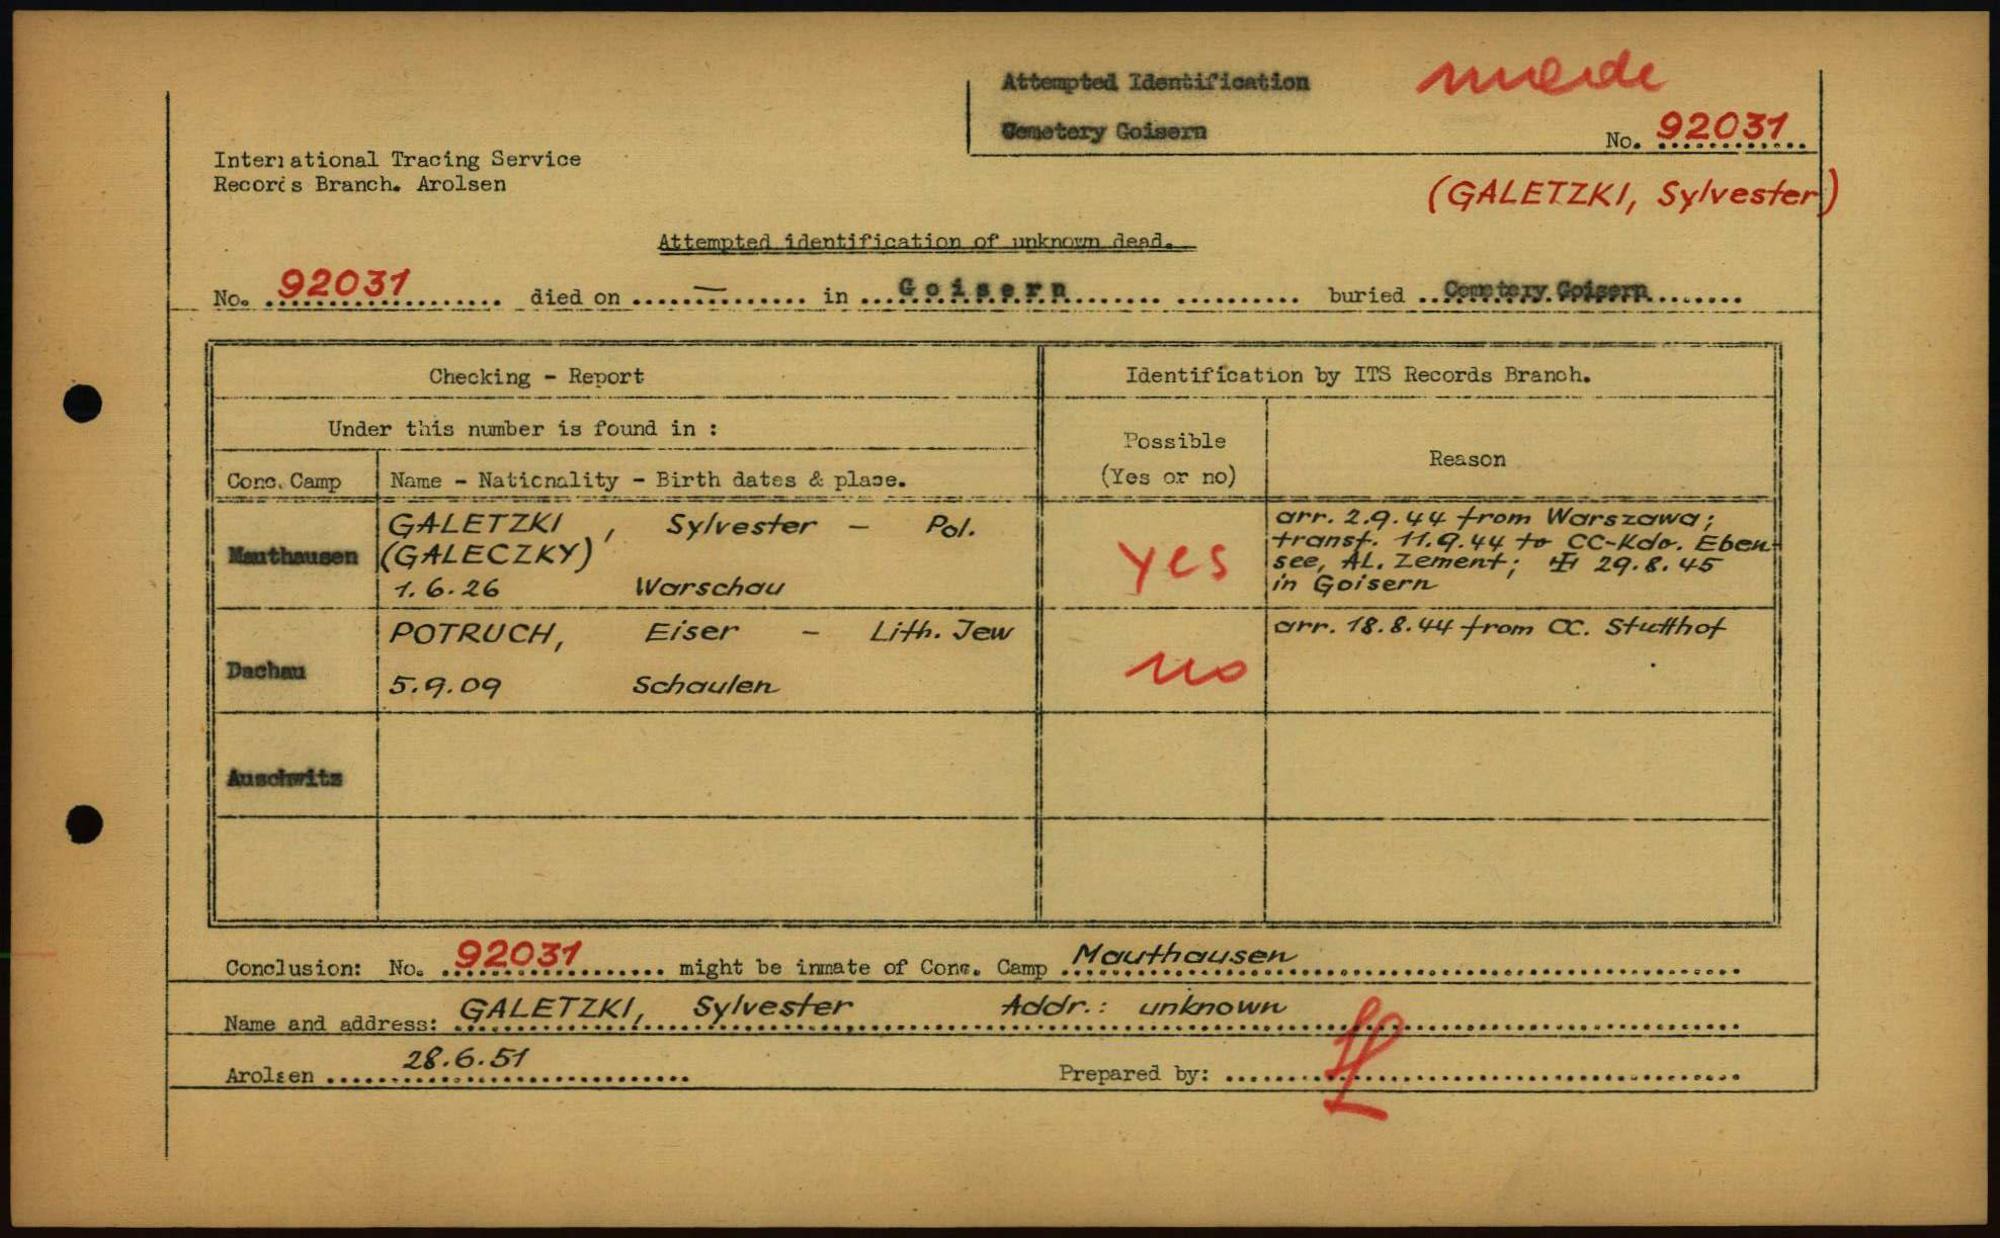 Attempted Identification made
Cemetery Goisern No. 92031
International Tracing Service
Records Branch. Arolsen
(GALETZKI, Sylvester)
Attempted identification of unknown dead.
No. 92031 died on — in Goisern buried Cemetery Goisern
Checking - Report Identification by ITS Records Branch.
Under this number is found in :
Possible
(Yes or no)
Reason
Conc. Camp Name - Nationality - Birth dates & place.
Mauthausen
GALETZKI, Sylvester - Pol.
(GALECZKY)
1.6.26 Warschau
yes
arr. 2.9.44 from Warszawa;
transf. 11.9.44 to CC-Kdo. Eben-
see, AL. Zement; 29.8.45
in Goisern
Dachau
POTRUCH, Eiser - Lith. Jew
5.9.09 Schaulen
no
arr. 18.8.44 from CC. Stutthof
Auschwitz
Conclusion: No. 92031 might be inmate of Conc. Camp Mauthausen
Name and address: GALETZKI, Sylvester Addr.: unknown
Arolsen 28.6.51 Prepared by: